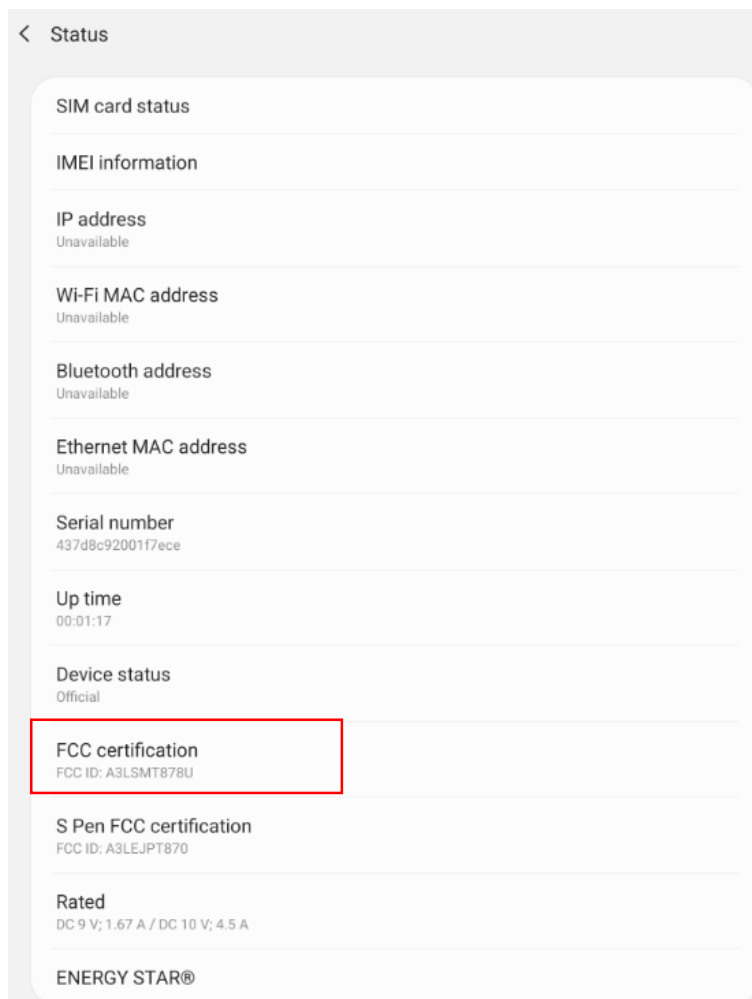 Status
SIM card status
IMEI information
IP address
Unavailable
Wi-Fi MAC address
Unavailable
Bluetooth address
Unavailable
Ethernet MAC address
Unavailable
Serial number
437d8c92001f7ece
Up time
00:01:17
Device status
Official
FCC certification
FCC ID: A3LSMT878U
S Pen FCC certification
FCC ID: A3LEJPT870
Rated
DC 9 V; 1.67 A / DC 10 V; 4.5 A
ENERGY STAR®